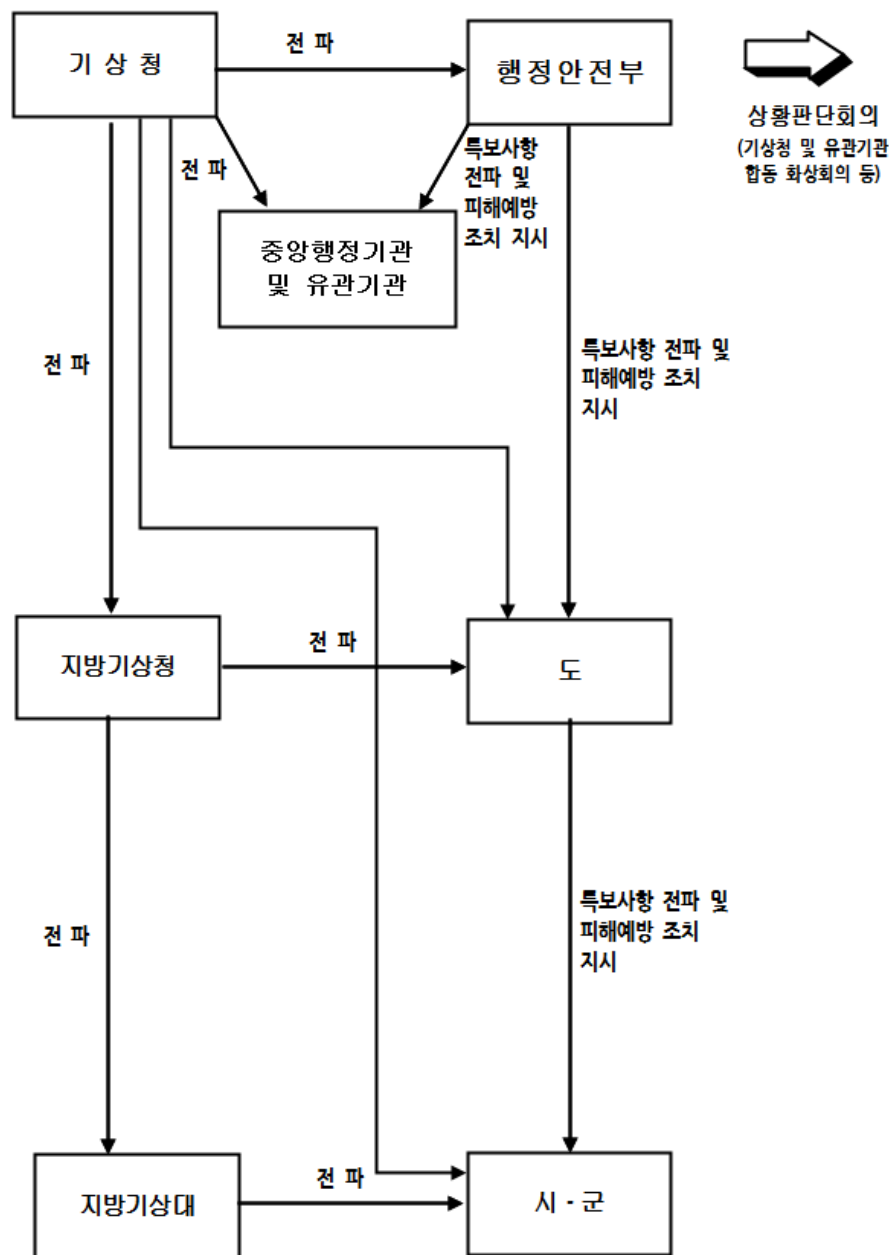 기 상 청
전 파
행정안전부
상황판단회의
(기상청 및 유관기관
합동 화상회의 등)
전 파
특보사항
전파 및
피해예방
조치 지시
중앙행정기관
및 유관기관
전 파
특보사항 전파 및
피해예방 조치
지시
지방기상청
전 파
도
전 파
특보사항 전파 및
피해예방 조치
지시
지방기상대
전 파
시 - 군